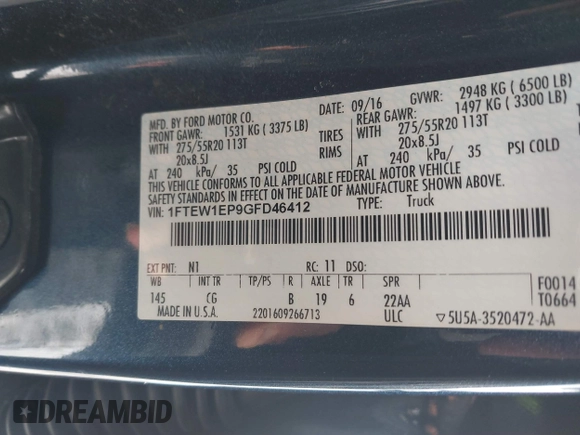 MFD. BY FORD MOTOR CO.
09/16
GVWR:
2948 KG ( 6500 LB)
FRONT GAWR:
1531 KG ( 3375 LB)
REAR GAWR:
1497 KG ( 3300 LB)
WITH
275/55R20 113T
TIRES
WITH
275/55R20 113T
20x8.5J
RIMS
20x8.5J
AT
240
kPa/
35
PSI COLD
AT
240
kPa/
35
PSI COLD
THIS VEHICLE CONFORMS TO ALL APPLICABLE FEDERAL MOTOR VEHICLE
SAFETY STANDARDS IN EFFECT ON THE DATE OF MANUFACTURE SHOWN ABOVE.
VIN: 1FTEW1EP9GFD46412
TYPE:
Truck
EXT PNT: N1
RC: 11 DSO:
WB
INT TR
TP/PS
R
AXLE
TR
SPR
F0014
145
CG
B
19
6
22AA
T0664
MADE IN U.S.A.
2201609266713
ULC
▽5U5A-3520472-AA
DREAMBID